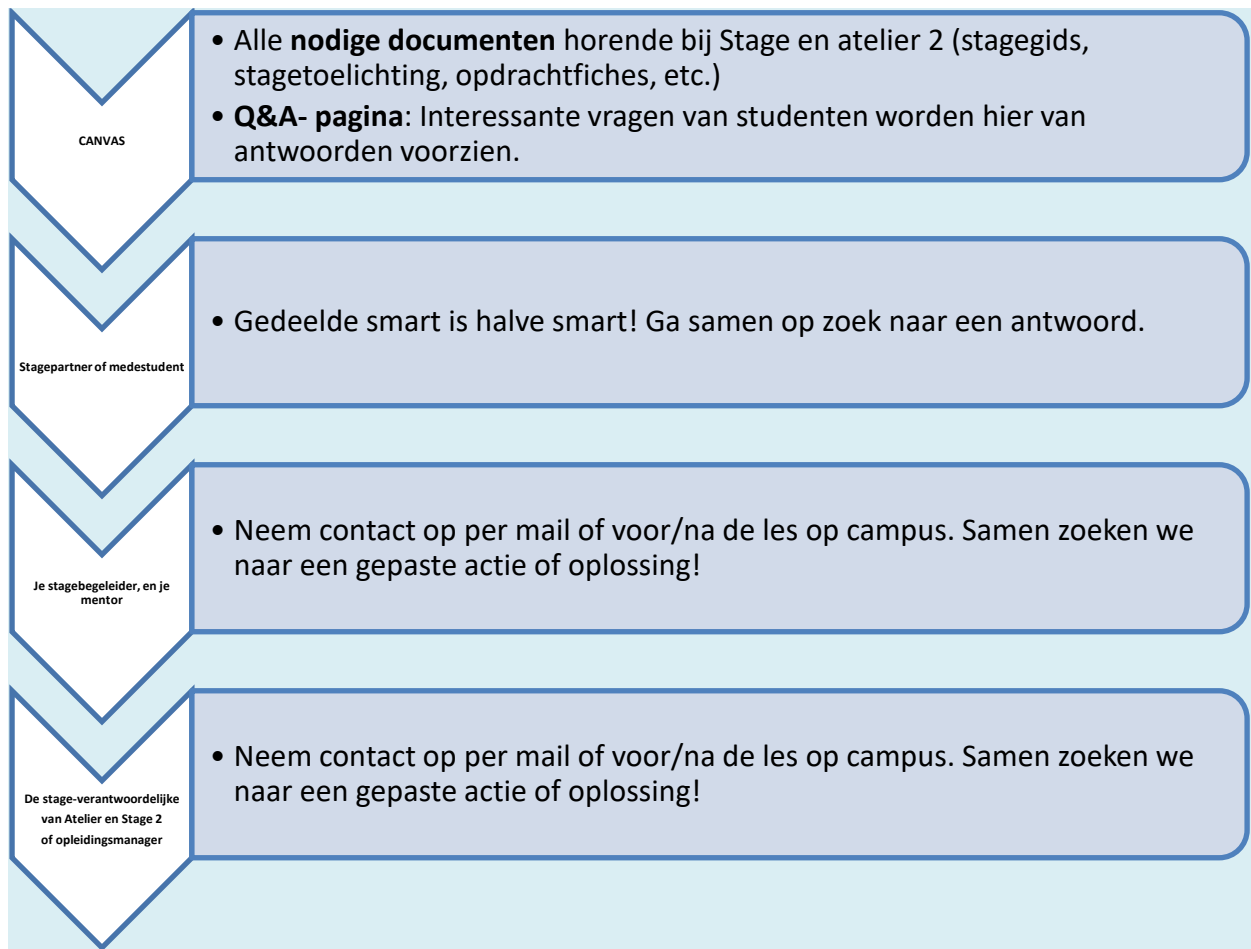 CANVAS
• Alle nodige documenten horende bij Stage en atelier 2 (stagegids,
stagetoelichting, opdrachtfiches, etc.)
• Q&A- pagina: Interessante vragen van studenten worden hier van
antwoorden voorzien.
Stagepartner of medestudent
• Gedeelde smart is halve smart! Ga samen op zoek naar een antwoord.
Je stagebegeleider, en je
mentor
• Neem contact op per mail of voor/na de les op campus. Samen zoeken we
naar een gepaste actie of oplossing!
De stage-verantwoordelijke
van Atelier en Stage 2
of opleidingsmanager
• Neem contact op per mail of voor/na de les op campus. Samen zoeken we
naar een gepaste actie of oplossing!